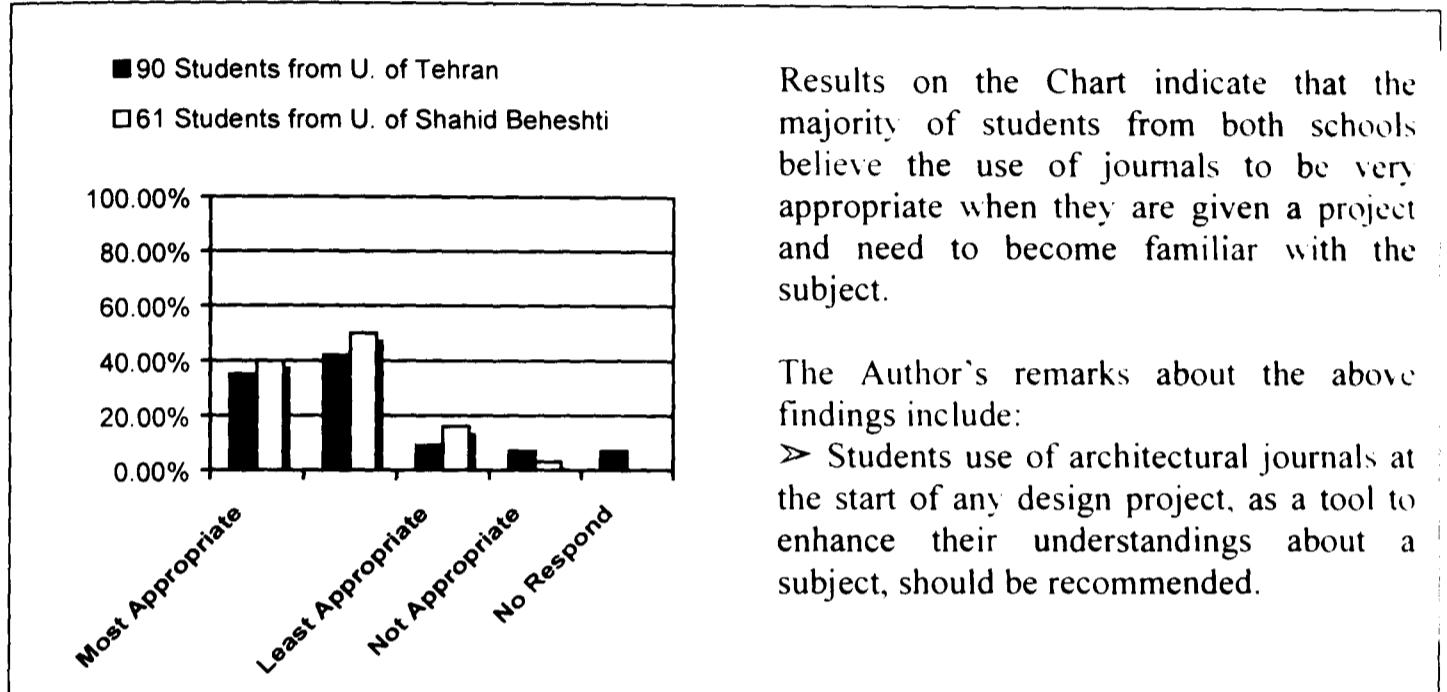 ■90 Students from U. of Tehran
□61 Students from U. of Shahid Beheshti
100.00%
80.00%
60.00%
40.00%
20.00%
0.00%
Most Appropriate
Least Appropriate
Not Appropriate
No Respond
Results on the Chart indicate that the
majority of students from both schools
believe the use of journals to be very
appropriate when they are given a project
and need to become familiar with the
subject.
The Author's remarks about the above
findings include:
➢ Students use of architectural journals at
the start of any design project, as a tool to
enhance their understandings about a
subject, should be recommended.